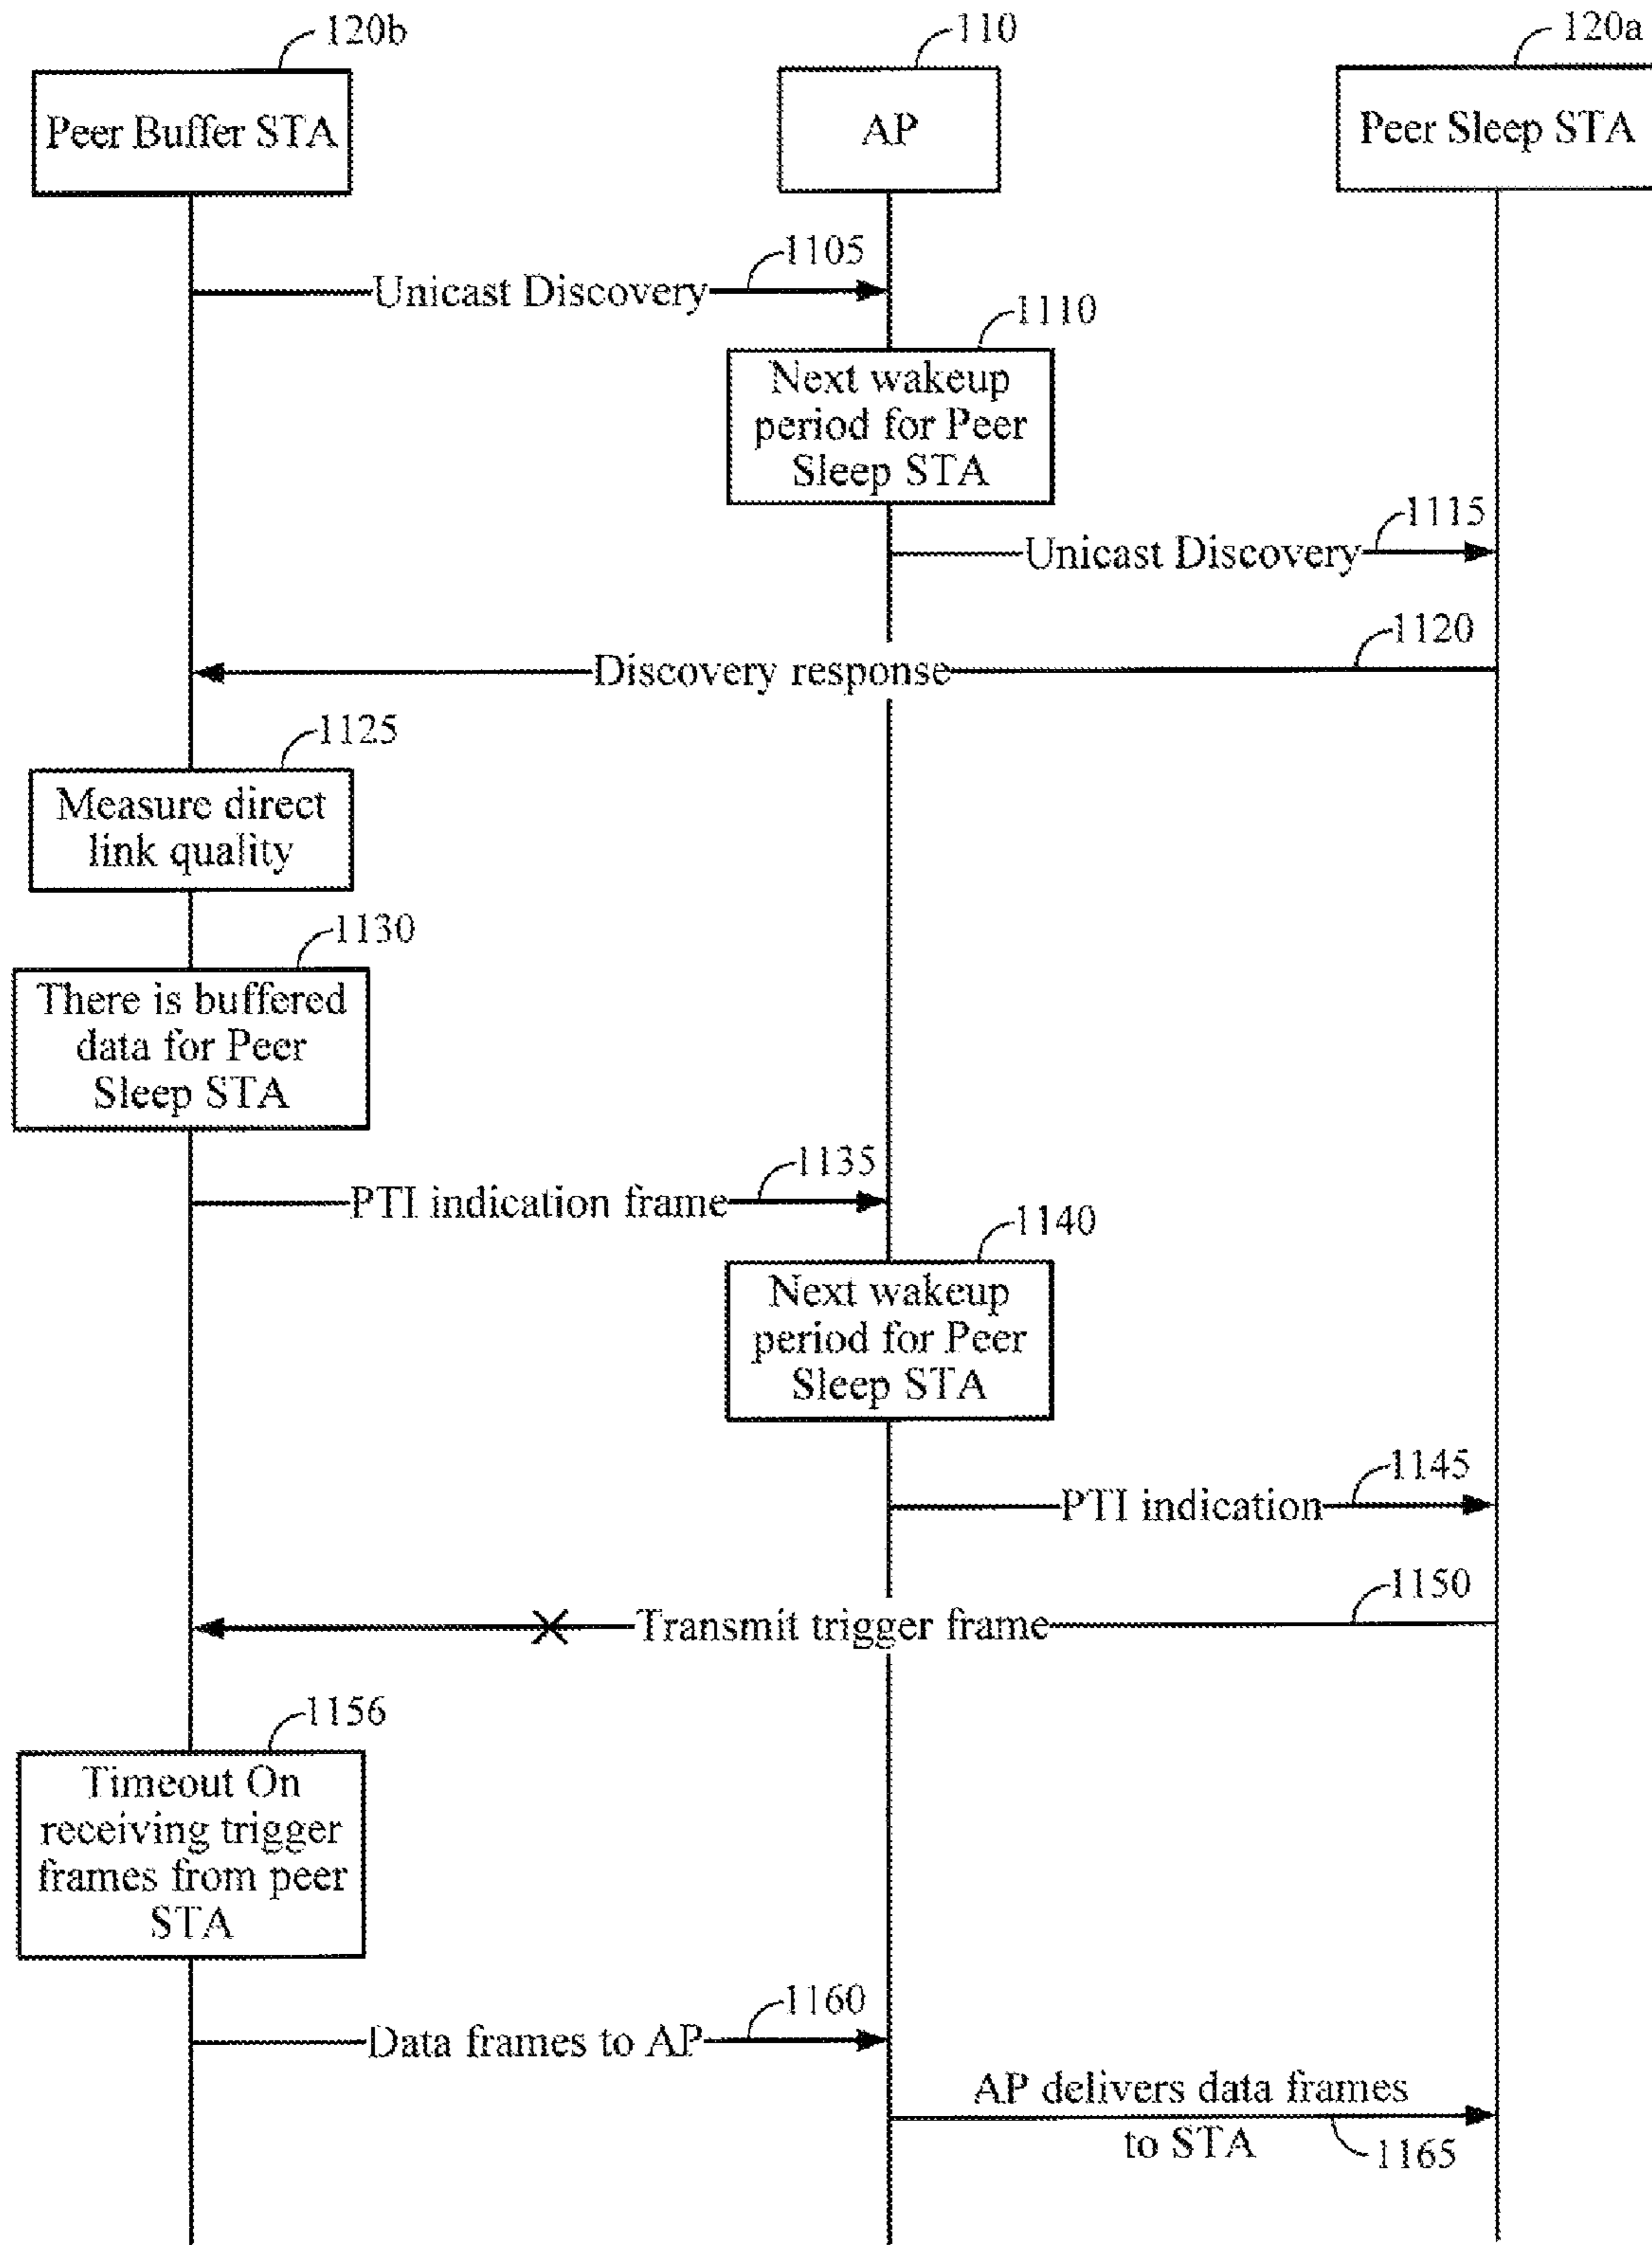 120b
110
120a
Peer Buffer STA
AP
Peer Sleep STA
1105
Unicast Discovery
1110
Next wakeup
period for Peer
Sleep STA
1115
Unicast Discovery
1120
Discovery response
1125
Measure direct
link quality
1130
There is buffered
data for Peer
Sleep STA
1135
PTI indication frame
1140
Next wakeup
period for Peer
Sleep STA
1145
PTI indication
1150
Transmit trigger frame
1156
Timeout On
receiving trigger
frames from peer
STA
1160
Data frames to AP
AP delivers data frames
to STA
1165